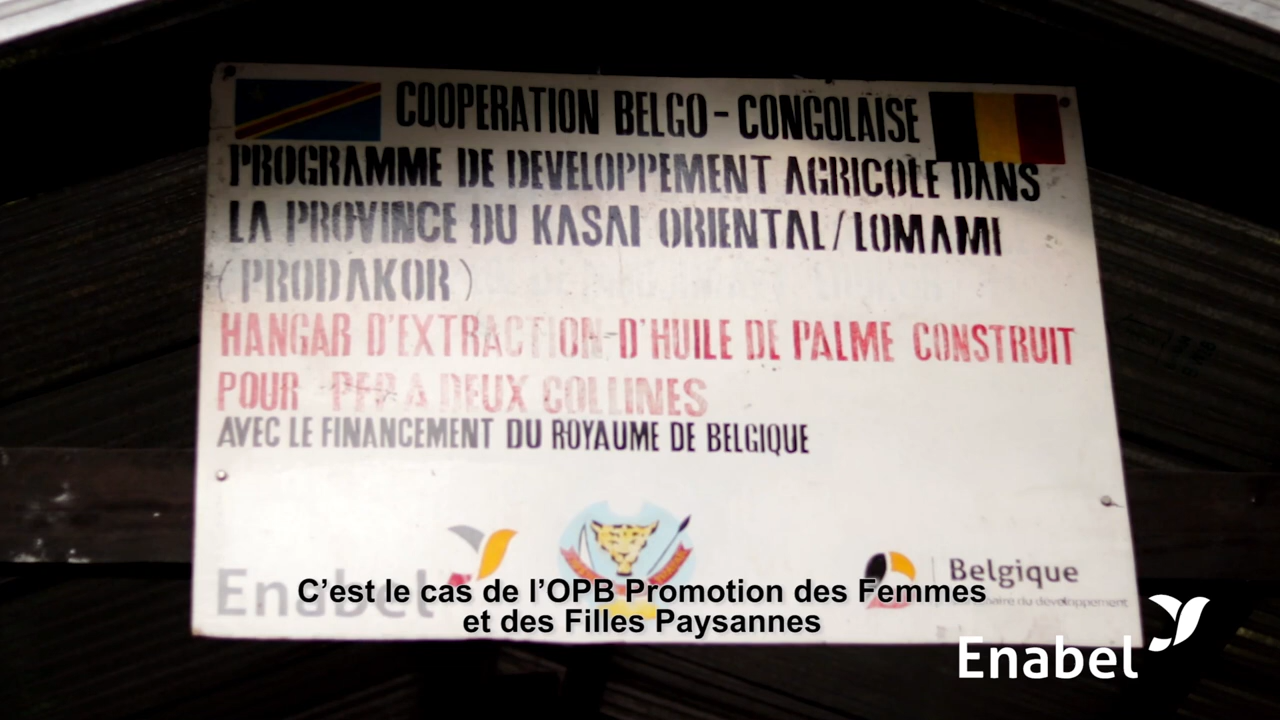 COOPERATION BELGO - CONGOLAISE
PROGRAMME DE DEVELOPPEMENT AGRICOLE DANS
LA PROVINCE DU KASAI ORIENTAL / LOMAMI
( PRODAKOR )
HANGAR D'EXTRACTION D'HUILE DE PALME CONSTRUIT
POUR PFP A DEUX COLLINES
AVEC LE FINANCEMENT DU ROYAUME DE BELGIQUE
Enabel
Belgique
du développement
C’est le cas de l’OPB Promotion des Femmes
et des Filles Paysannes
Enabel